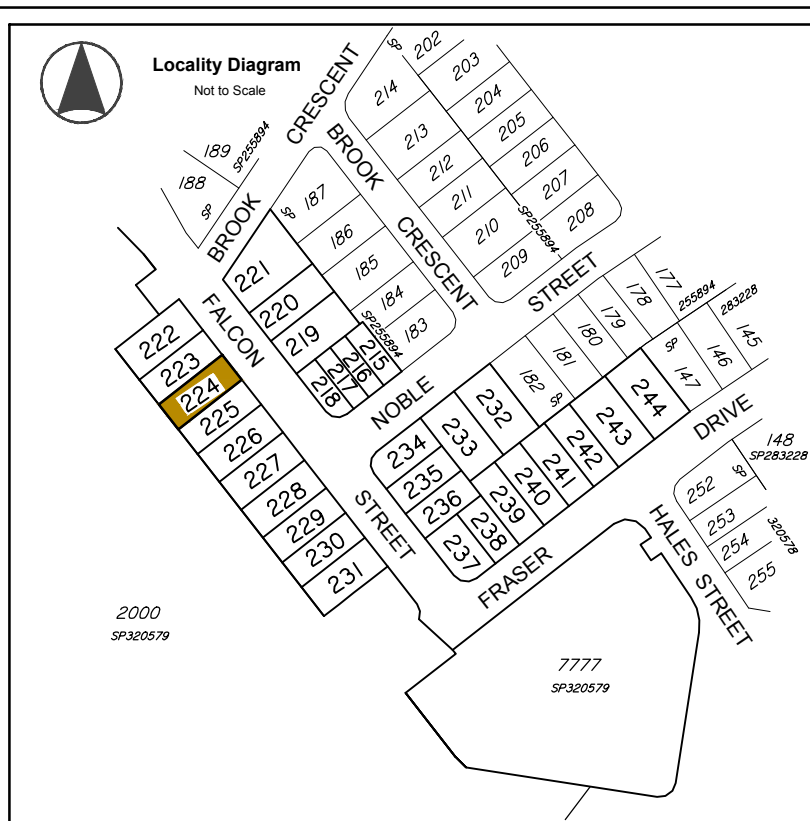 Locality Diagram
Not to Scale
CRESCENT
BROOK
BROOK
CRESCENT
FALCON
STREET
STREET
NOBLE
FRASER
DRIVE
HALES STREET
SP
202
203
204
205
206
207
208
214
213
212
211
210
209
SP255894
189
SP255894
188
SP
SP
187
186
185
184
183
SP255894
221
220
219
218
217
216
215
222
223
224
225
226
227
228
229
230
231
177
178
179
180
181
182
SP
255894
283228
145
146
147
SP
232
233
234
235
236
237
238
239
240
241
242
243
244
148
SP283228
252
SP
253
254
255
320578
2000
SP320579
7777
SP320579